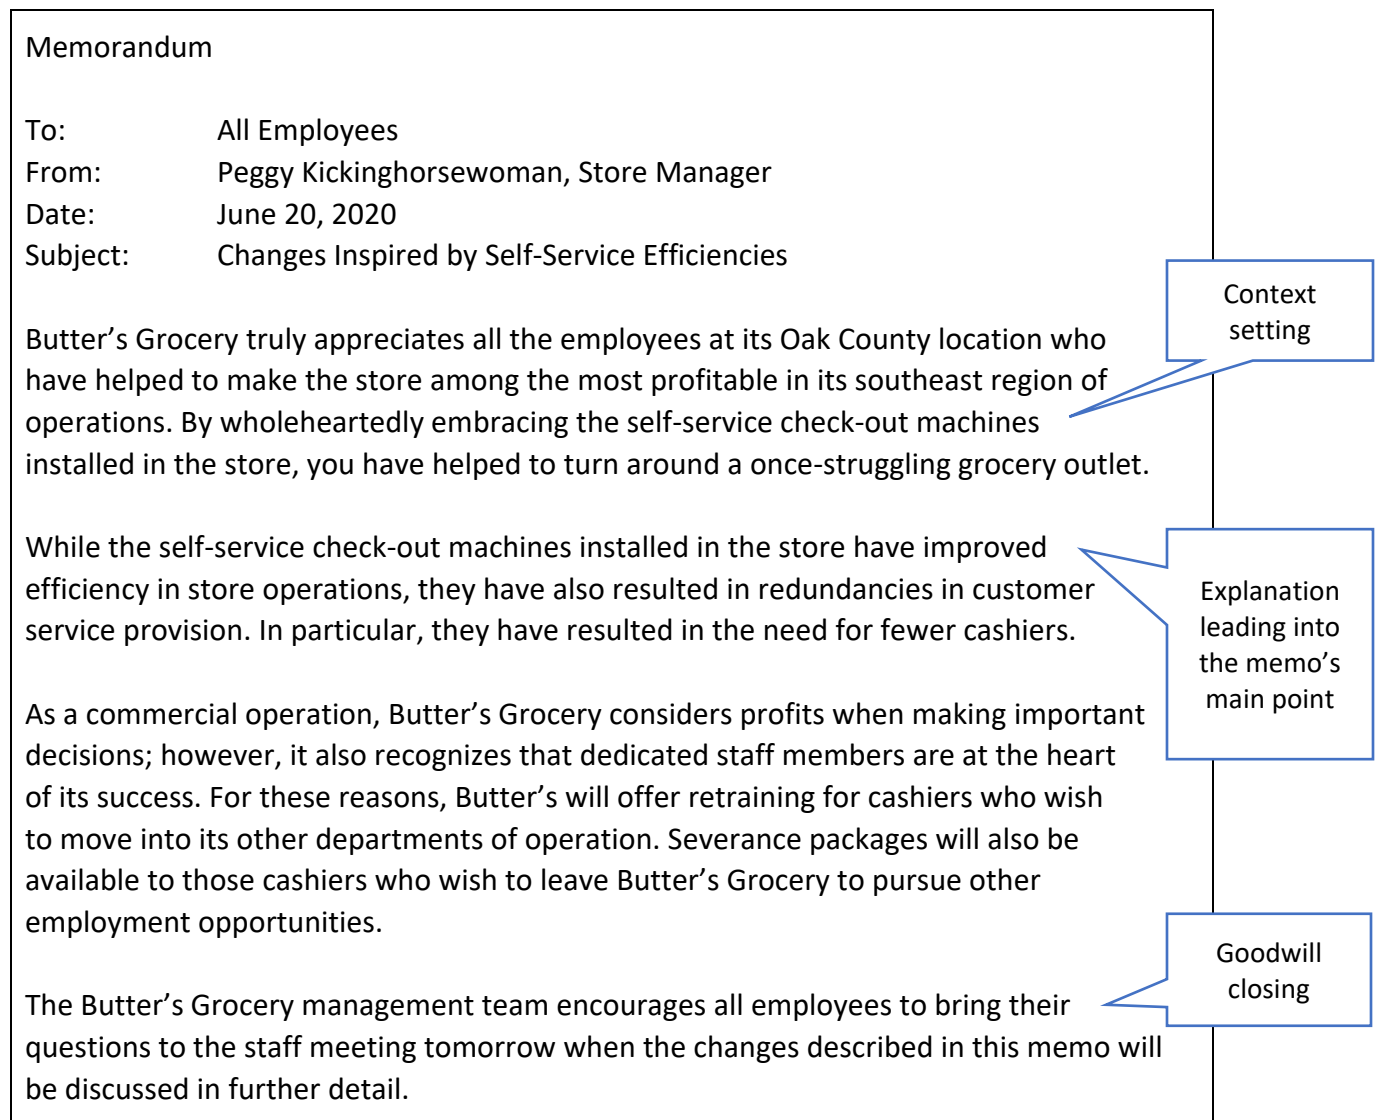 Memorandum
To: All Employees
From: Peggy Kickinghorsewoman, Store Manager
Date: June 20, 2020
Subject: Changes Inspired by Self-Service Efficiencies
Context
setting
Butter’s Grocery truly appreciates all the employees at its Oak County location who
have helped to make the store among the most profitable in its southeast region of
operations. By wholeheartedly embracing the self-service check-out machines
installed in the store, you have helped to turn around a once-struggling grocery outlet.
While the self-service check-out machines installed in the store have improved
efficiency in store operations, they have also resulted in redundancies in customer
service provision. In particular, they have resulted in the need for fewer cashiers.
Explanation
leading into
the memo’s
main point
As a commercial operation, Butter’s Grocery considers profits when making important
decisions; however, it also recognizes that dedicated staff members are at the heart
of its success. For these reasons, Butter’s will offer retraining for cashiers who wish
to move into its other departments of operation. Severance packages will also be
available to those cashiers who wish to leave Butter’s Grocery to pursue other
employment opportunities.
Goodwill
closing
The Butter’s Grocery management team encourages all employees to bring their
questions to the staff meeting tomorrow when the changes described in this memo will
be discussed in further detail.